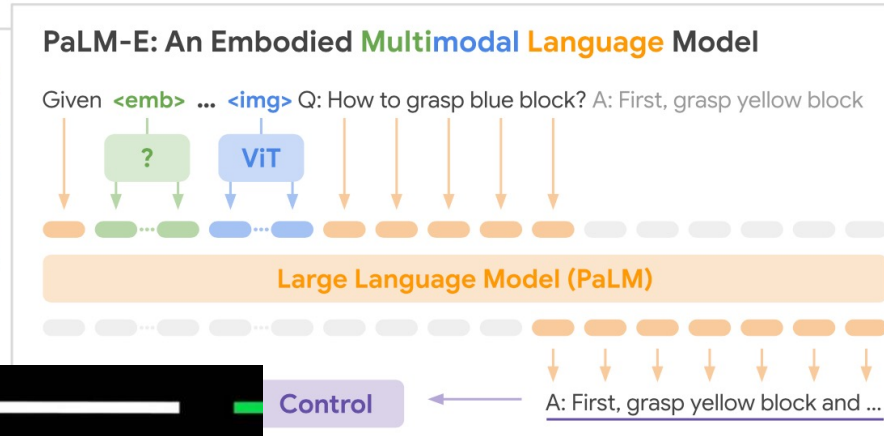 PaLM-E: An Embodied Multimodal Language Model
Given <emb> ... <img> Q: How to grasp blue block? A: First, grasp yellow block
? ViT
Large Language Model (PaLM)
Control A: First, grasp yellow block and ...